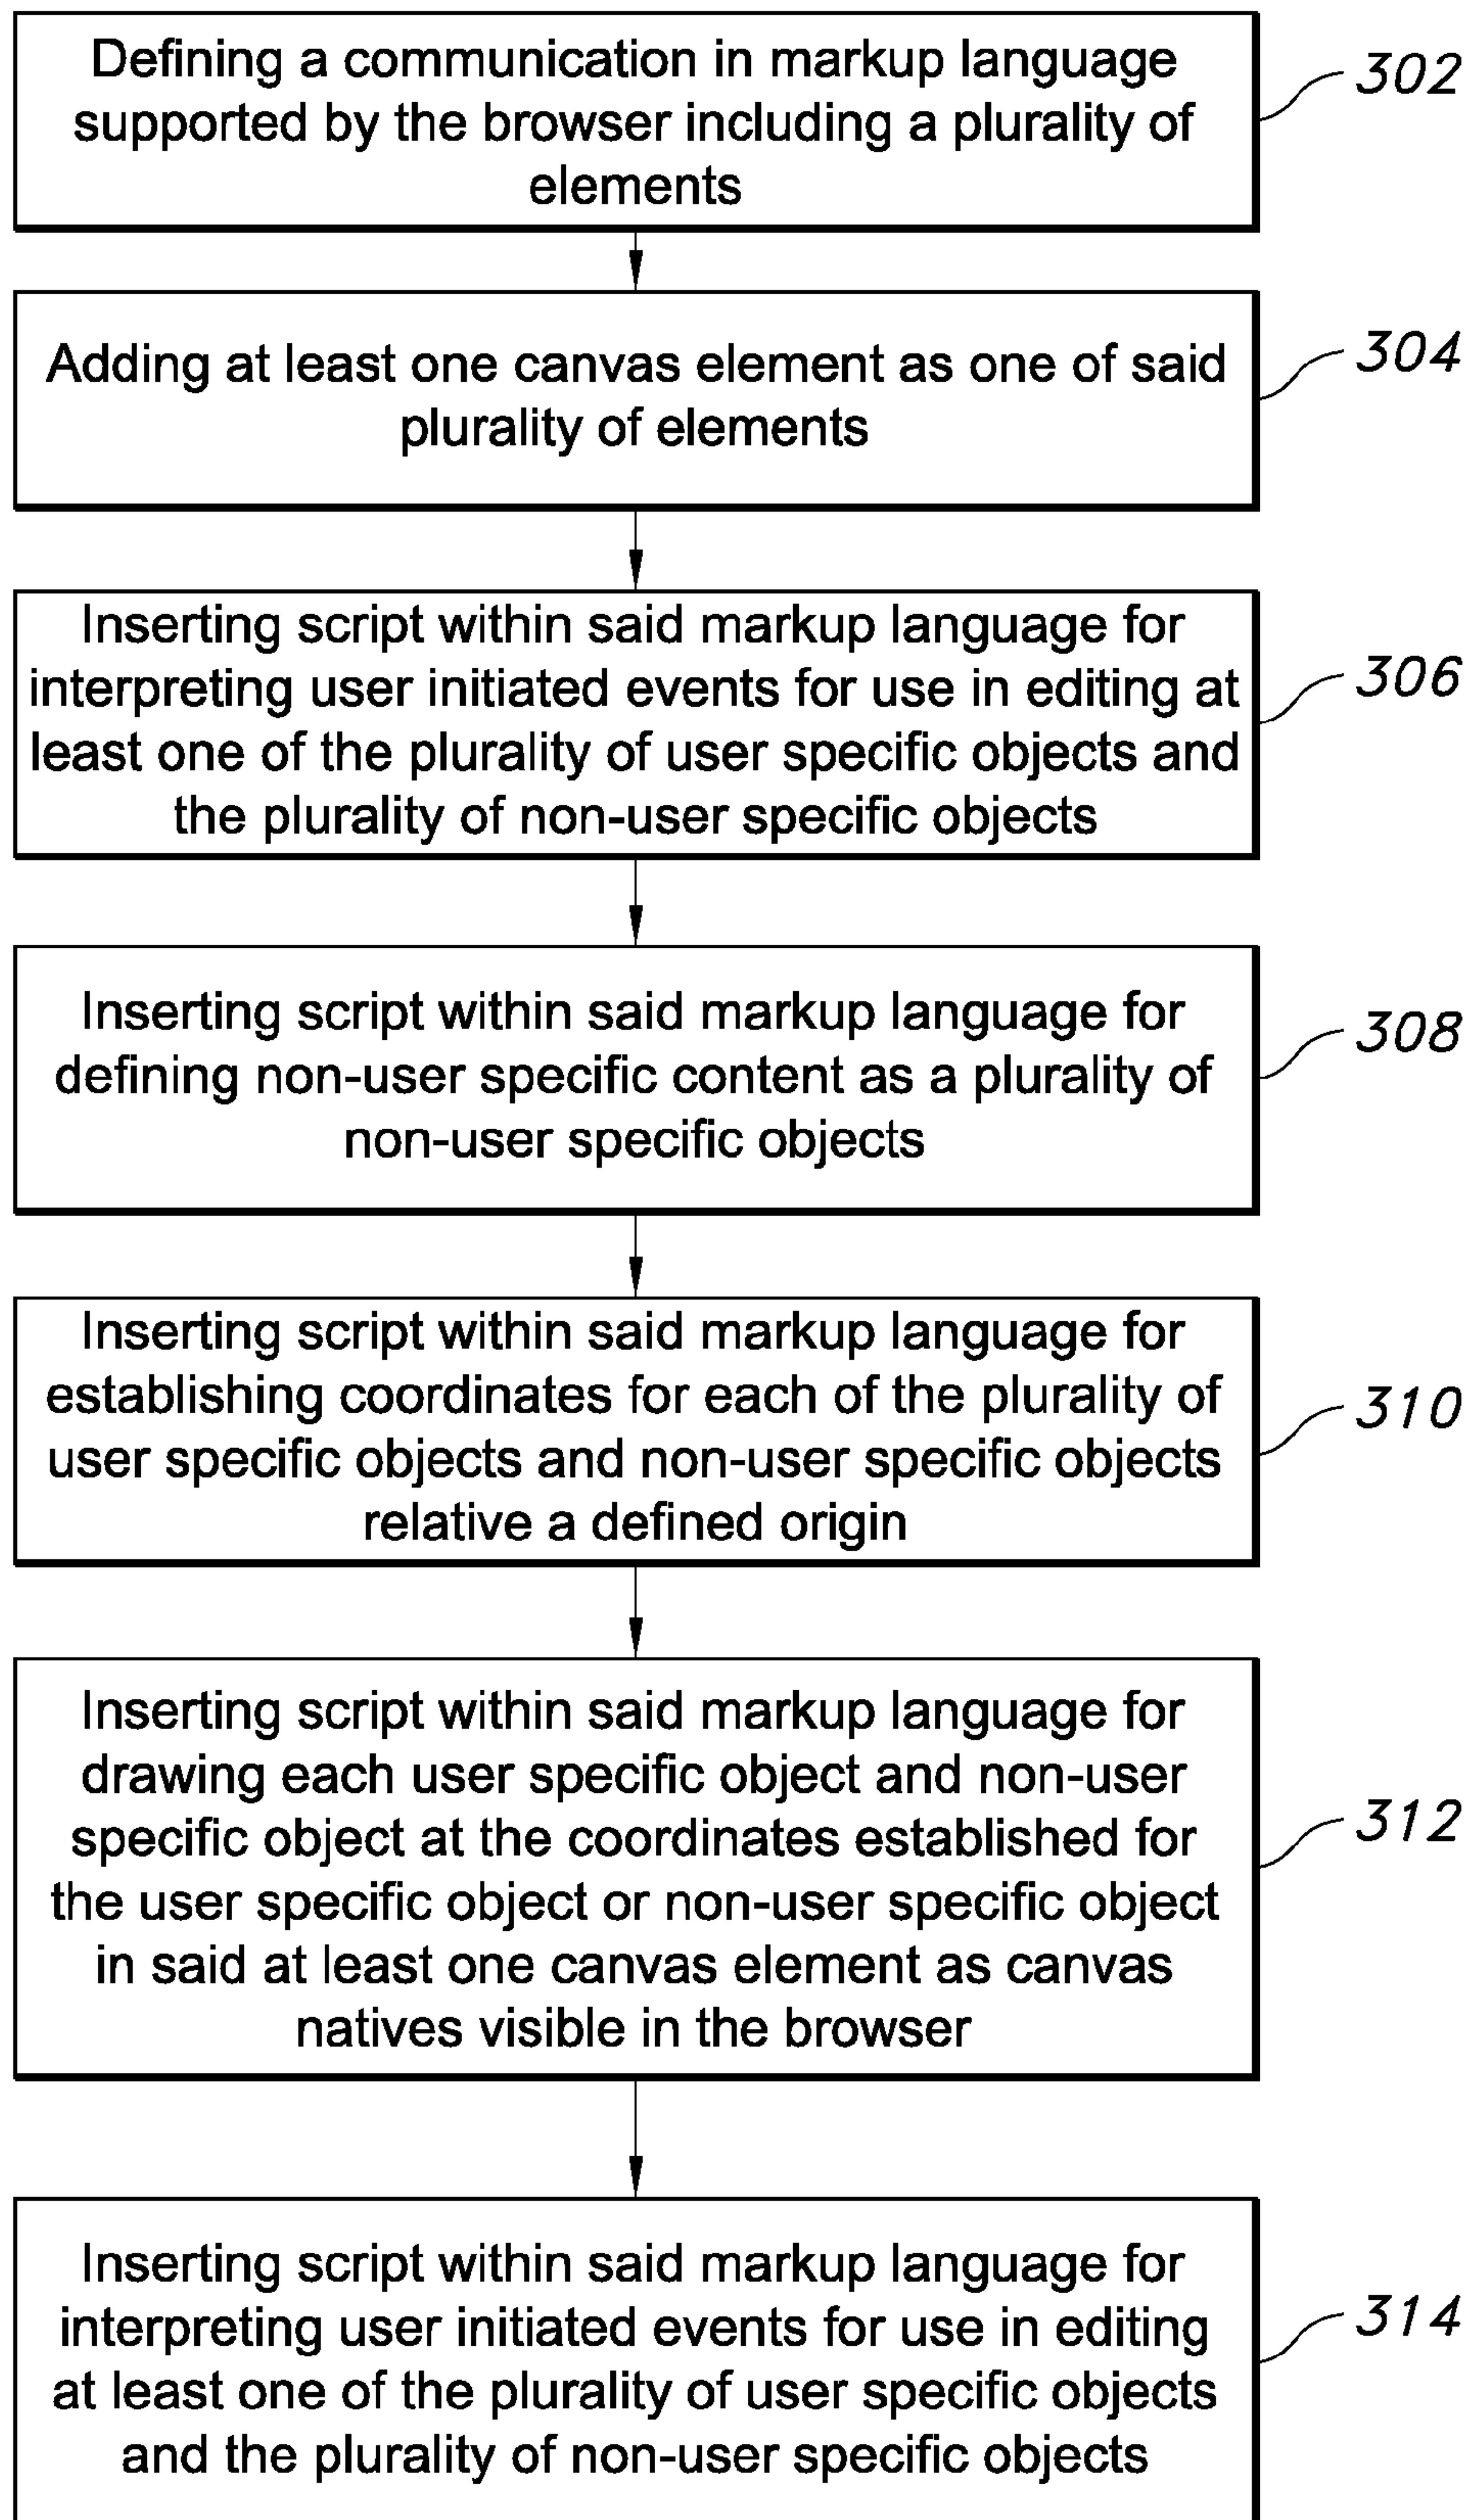 Defining a communication in markup language
supported by the browser including a plurality of
elements
302
Adding at least one canvas element as one of said
plurality of elements
304
Inserting script within said markup language for
interpreting user initiated events for use in editing at
least one of the plurality of user specific objects and
the plurality of non-user specific objects
306
Inserting script within said markup language for
defining non-user specific content as a plurality of
non-user specific objects
308
Inserting script within said markup language for
establishing coordinates for each of the plurality of
user specific objects and non-user specific objects
relative a defined origin
310
Inserting script within said markup language for
drawing each user specific object and non-user
specific object at the coordinates established for
the user specific object or non-user specific object
in said at least one canvas element as canvas
natives visible in the browser
312
Inserting script within said markup language for
interpreting user initiated events for use in editing
at least one of the plurality of user specific objects
and the plurality of non-user specific objects
314